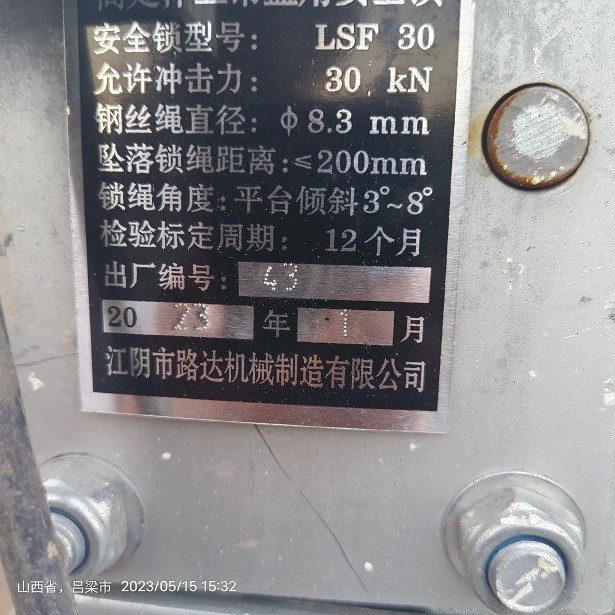 安全锁型号: LSF 30
允许冲击力: 30 kN
钢丝绳直径: φ8.3 mm
坠落锁绳距离:≤200mm
锁绳角度:平台倾斜3°~8°
检验标定周期: 12个月
出厂编号: 43
2023年1月
江阴市路达机械制造有限公司
山西省，吕梁市 2023/05/15 15:32